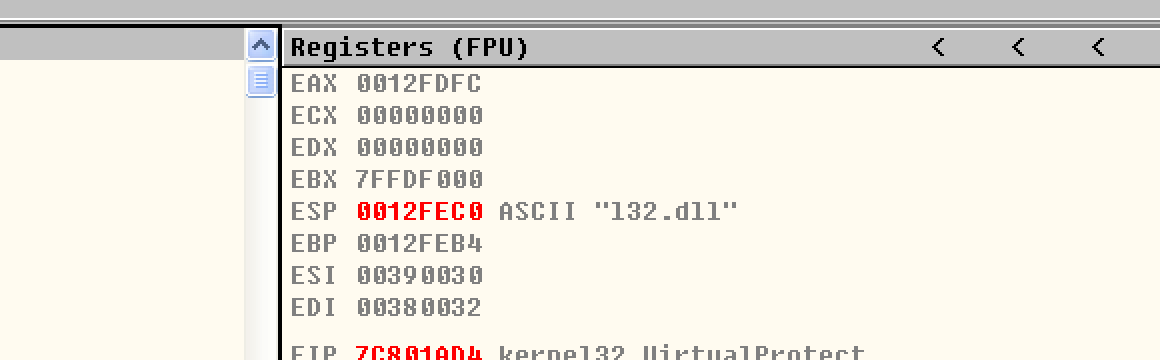 Registers (FPU) < < <
EAX 0012FDFC
ECX 00000000
EDX 00000000
EBX 7FFDF000
ESP 0012FEC0 ASCII "l32.dll"
EBP 0012FEB4
ESI 00390030
EDI 00380032
EIP 7C801AD4 kernel32.VirtualProtect